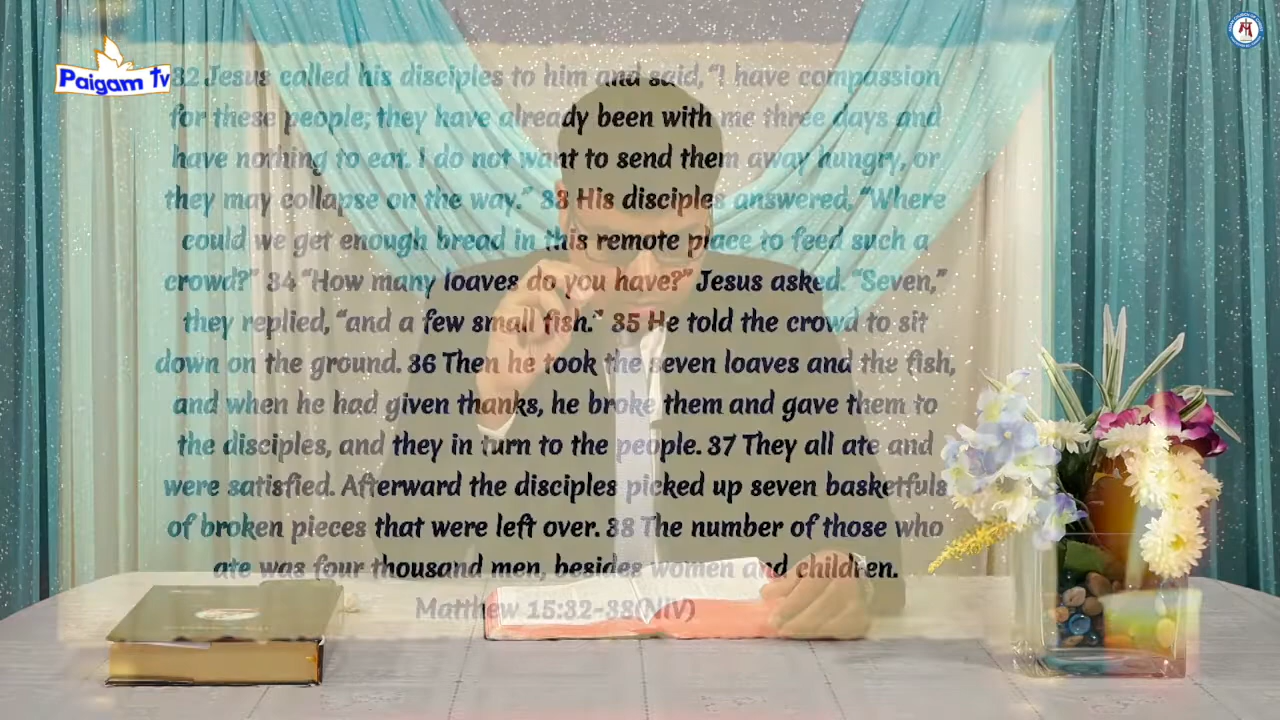 Paigam Tv
32 Jesus called his disciples to him and said, “I have compassion
for these people; they have already been with me three days and
have nothing to eat. I do not want to send them away hungry, or
they may collapse on the way.” 33 His disciples answered, “Where
could we get enough bread in this remote place to feed such a
crowd?” 34 “How many loaves do you have?” Jesus asked. “Seven,”
they replied, “and a few small fish.” 35 He told the crowd to sit
down on the ground. 36 Then he took the seven loaves and the fish,
and when he had given thanks, he broke them and gave them to
the disciples, and they in turn to the people. 37 They all ate and
were satisfied. Afterward the disciples picked up seven basketfuls
of broken pieces that were left over. 38 The number of those who
ate was four thousand men, besides women and children.
Matthew 15:32-38(NIV)